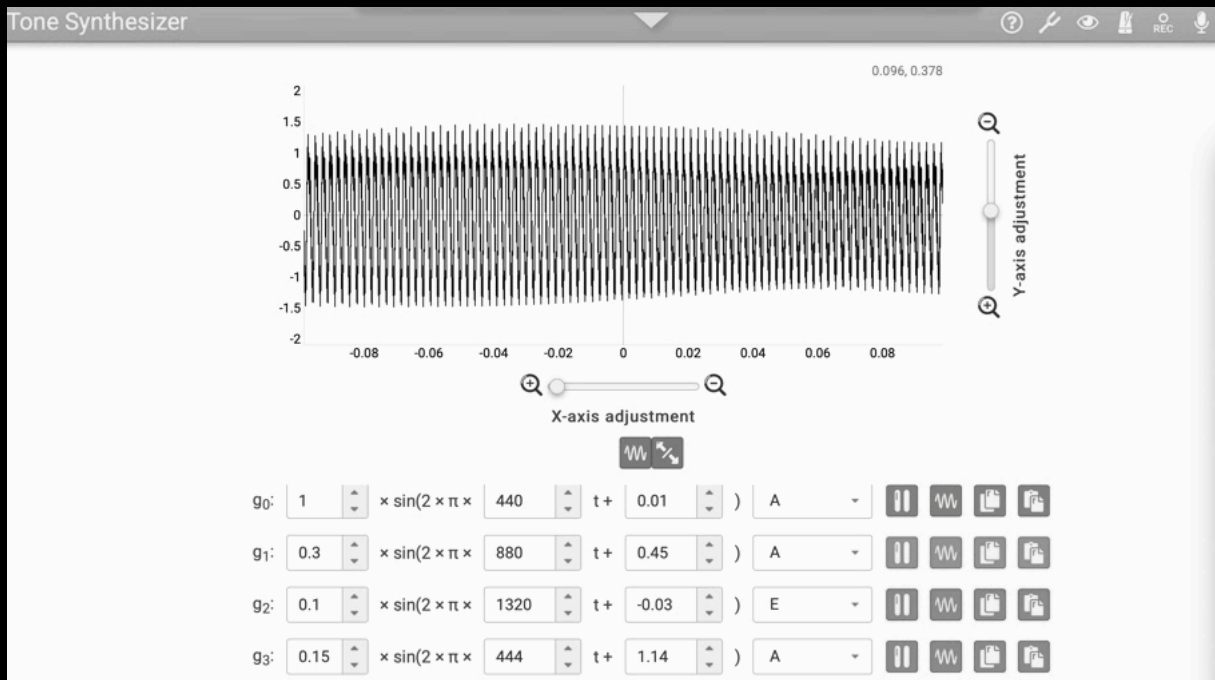 Tone Synthesizer
REC
0.096, 0.378
2
1.5
1
0.5
0
-0.5
-1
-1.5
-2
-0.08 -0.06 -0.04 -0.02 0 0.02 0.04 0.06 0.08
Y-axis adjustment
X-axis adjustment
g0: 1 × sin(2 × π × 440 t + 0.01 ) A
g1: 0.3 × sin(2 × π × 880 t + 0.45 ) A
g2: 0.1 × sin(2 × π × 1320 t + -0.03 ) E
g3: 0.15 × sin(2 × π × 444 t + 1.14 ) A